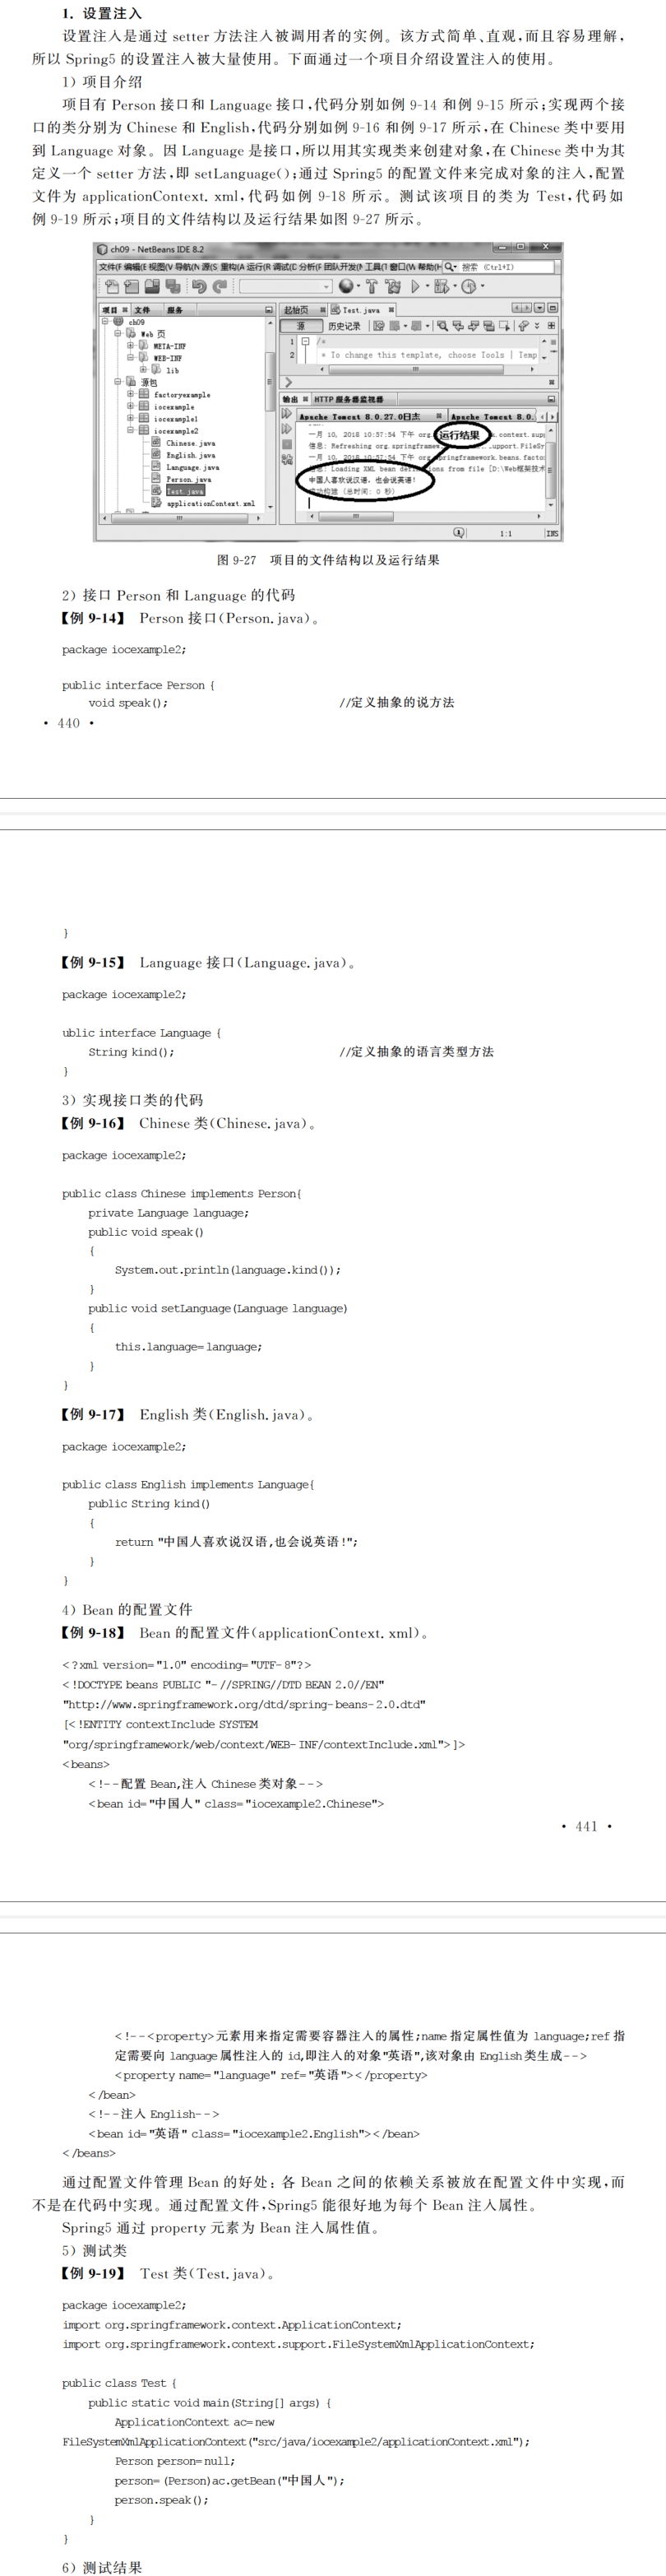 1. 设置注入
设置注入是通过 setter 方法注入被调用者的实例。该方式简单、直观,而且容易理解,
所以 Spring5 的设置注入被大量使用。下面通过一个项目介绍设置注入的使用。
1) 项目介绍
项目有 Person 接口和 Language 接口,代码分别如例 9-14 和例 9-15 所示;实现两个接
口的类分别为 Chinese 和 English,代码分别如例 9-16 和例 9-17 所示,在 Chinese 类中要用
到 Language 对象。因 Language 是接口,所以用其实现类来创建对象,在 Chinese 类中为其
定义一个 setter 方法,即 setLanguage();通过 Spring5 的配置文件来完成对象的注入,配置
文件为 applicationContext. xml,代码如例 9-18 所示。测试该项目的类为 Test,代码如
例 9-19 所示;项目的文件结构以及运行结果如图 9-27 所示。
ch09 - NetBeans IDE 8.2
文件(F 编辑(E 视图(V 导航(N 源(S 重构(A 运行(R 调试(D 分析(F 团队开发(M 工具(T 窗口(W 帮助(H 搜索 (Ctrl+I)
项目 文件 服务
起始页 Test.java
ch09
源 历史记录
Web 页
1 /*
META-INF
2 * To change this template, choose Tools | Temp
WEB-INF
lib
源包
factoryexample
输出 HTTP 服务器监视器
iocexample
Apache Tomcat 8.0.27.0日志 Apache Tomcat 8.0.
iocexample1
一月 10, 2018 10:37:34 下午 org. 运行结果 .context.supp
iocexample2
信息: Refreshing org.springframew .support.FileSy
Chinese.java
一月 10, 2018 10:37:34 下午 org.springframework.beans.facto
English.java
信息: Loading XML bean definitions from file [D:\Web框架技术
Language.java
中国人喜欢说汉语，也会说英语!
Person.java
成功构建 (总时间: 0 秒)
Test.java
applicationContext.xml
1:1 INS
图 9-27 项目的文件结构以及运行结果
2) 接口 Person 和 Language 的代码
【例 9-14】 Person 接口(Person. java)。
package iocexample2;
public interface Person {
void speak(); //定义抽象的说方法
• 440 •
}
【例 9-15】 Language 接口(Language. java)。
package iocexample2;
ublic interface Language {
String kind(); //定义抽象的语言类型方法
}
3) 实现接口类的代码
【例 9-16】 Chinese 类(Chinese. java)。
package iocexample2;
public class Chinese implements Person{
private Language language;
public void speak()
{
System.out.println(language.kind());
}
public void setLanguage(Language language)
{
this.language=language;
}
}
【例 9-17】 English 类(English. java)。
package iocexample2;
public class English implements Language{
public String kind()
{
return "中国人喜欢说汉语,也会说英语!";
}
}
4) Bean 的配置文件
【例 9-18】 Bean 的配置文件(applicationContext. xml)。
<?xml version="1.0" encoding="UTF-8"?>
<!DOCTYPE beans PUBLIC "-//SPRING//DTD BEAN 2.0//EN"
"http://www.springframework.org/dtd/spring-beans-2.0.dtd"
[<!ENTITY contextInclude SYSTEM
"org/springframework/web/context/WEB-INF/contextInclude.xml">]>
<beans>
<!--配置 Bean,注入 Chinese 类对象-->
<bean id="中国人" class="iocexample2.Chinese">
• 441 •
<!--<property>元素用来指定需要容器注入的属性;name 指定属性值为 language;ref 指
定需要向 language 属性注入的 id,即注入的对象"英语",该对象由 English 类生成-->
<property name="language" ref="英语"></property>
</bean>
<!--注入 English-->
<bean id="英语" class="iocexample2.English"></bean>
</beans>
通过配置文件管理 Bean 的好处: 各 Bean 之间的依赖关系被放在配置文件中实现,而
不是在代码中实现。通过配置文件,Spring5 能很好地为每个 Bean 注入属性。
Spring5 通过 property 元素为 Bean 注入属性值。
5) 测试类
【例 9-19】 Test 类(Test. java)。
package iocexample2;
import org.springframework.context.ApplicationContext;
import org.springframework.context.support.FileSystemXmlApplicationContext;
public class Test {
public static void main(String[] args) {
ApplicationContext ac=new
FileSystemXmlApplicationContext("src/java/iocexample2/applicationContext.xml");
Person person=null;
person=(Person)ac.getBean("中国人");
person.speak();
}
}
6) 测试结果